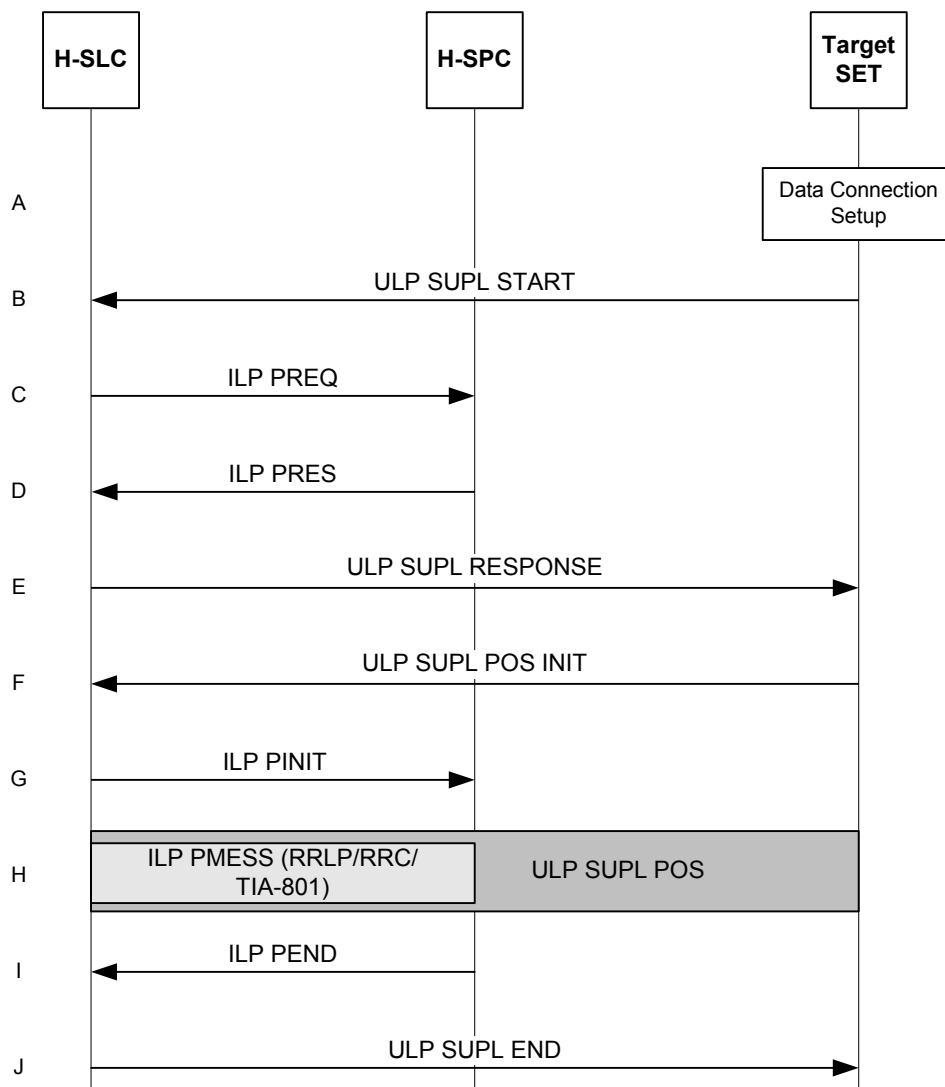 H-SLC
H-SPC
Target
SET
A
Data Connection
Setup
B
ULP SUPL START
C
ILP PREQ
D
ILP PRES
E
ULP SUPL RESPONSE
F
ULP SUPL POS INIT
G
ILP PINIT
H
ILP PMESS (RRLP/RRC/
TIA-801)
ULP SUPL POS
I
ILP PEND
J
ULP SUPL END